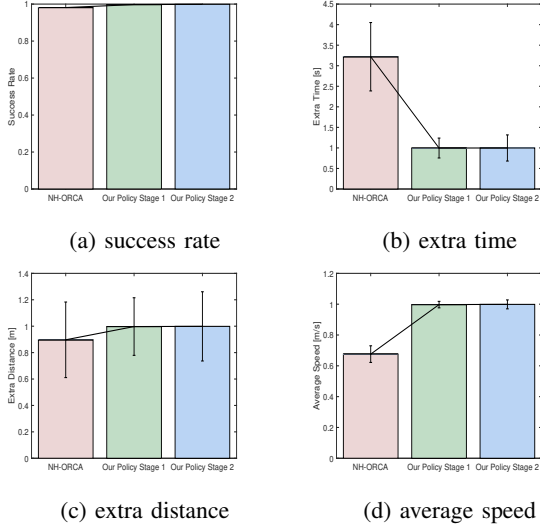 1
0.8
0.6
0.4
0.2
0
Success Rate
NH-ORCA Our Policy Stage 1 Our Policy Stage 2
(a) success rate
4.5
4
3.5
3
2.5
2
1.5
1
0.5
0
Extra Time [s]
NH-ORCA Our Policy Stage 1 Our Policy Stage 2
(b) extra time
1.4
1.2
1
0.8
0.6
0.4
0.2
0
Extra Distance [m]
NH-ORCA Our Policy Stage 1 Our Policy Stage 2
(c) extra distance
1.2
1
0.8
0.6
0.4
0.2
0
Average Speed [m/s]
NH-ORCA Our Policy Stage 1 Our Policy Stage 2
(d) average speed